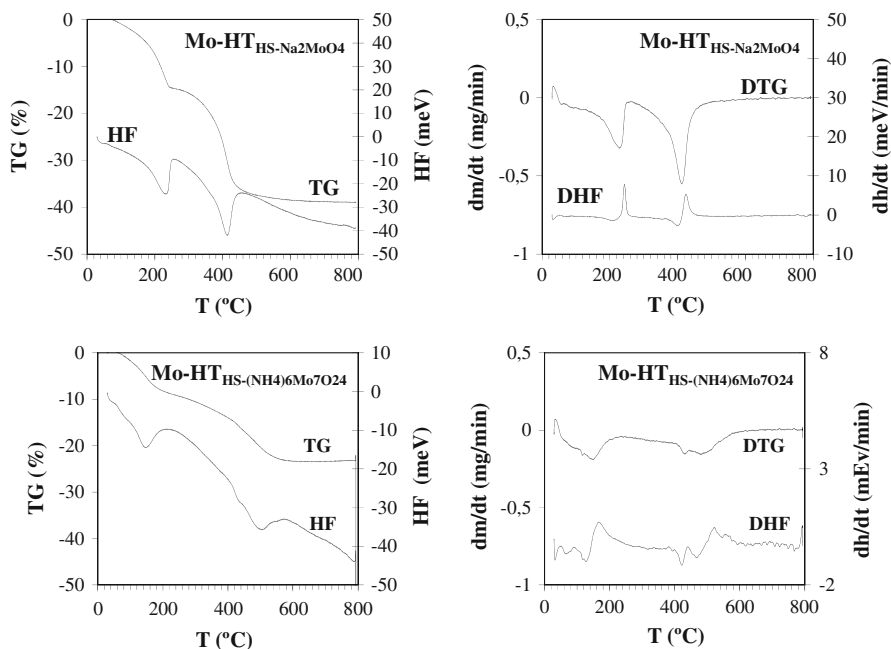 0
-10
-20
-30
-40
-50
TG (%)
50
40
30
20
10
0
-10
-20
-30
-40
-50
HF (meV)
Mo-HTHS-Na2MoO4
HF
TG
0 200 400 600 800
T (ºC)
0,5
0
-0,5
-1
dm/dt (mg/min)
50
40
30
20
10
0
-10
dh/dt (meV/min)
Mo-HTHS-Na2MoO4
DTG
DHF
0 200 400 600 800
T (ºC)
0
-10
-20
-30
-40
-50
TG (%)
10
0
-10
-20
-30
-40
-50
HF (meV)
Mo-HTHS-(NH4)6Mo7O24
TG
HF
0 200 400 600 800
T (ºC)
0,5
0
-0,5
-1
dm/dt (mg/min)
8
3
-2
dh/dt (mEv/min)
Mo-HTHS-(NH4)6Mo7O24
DTG
DHF
0 200 400 600 800
T (ºC)